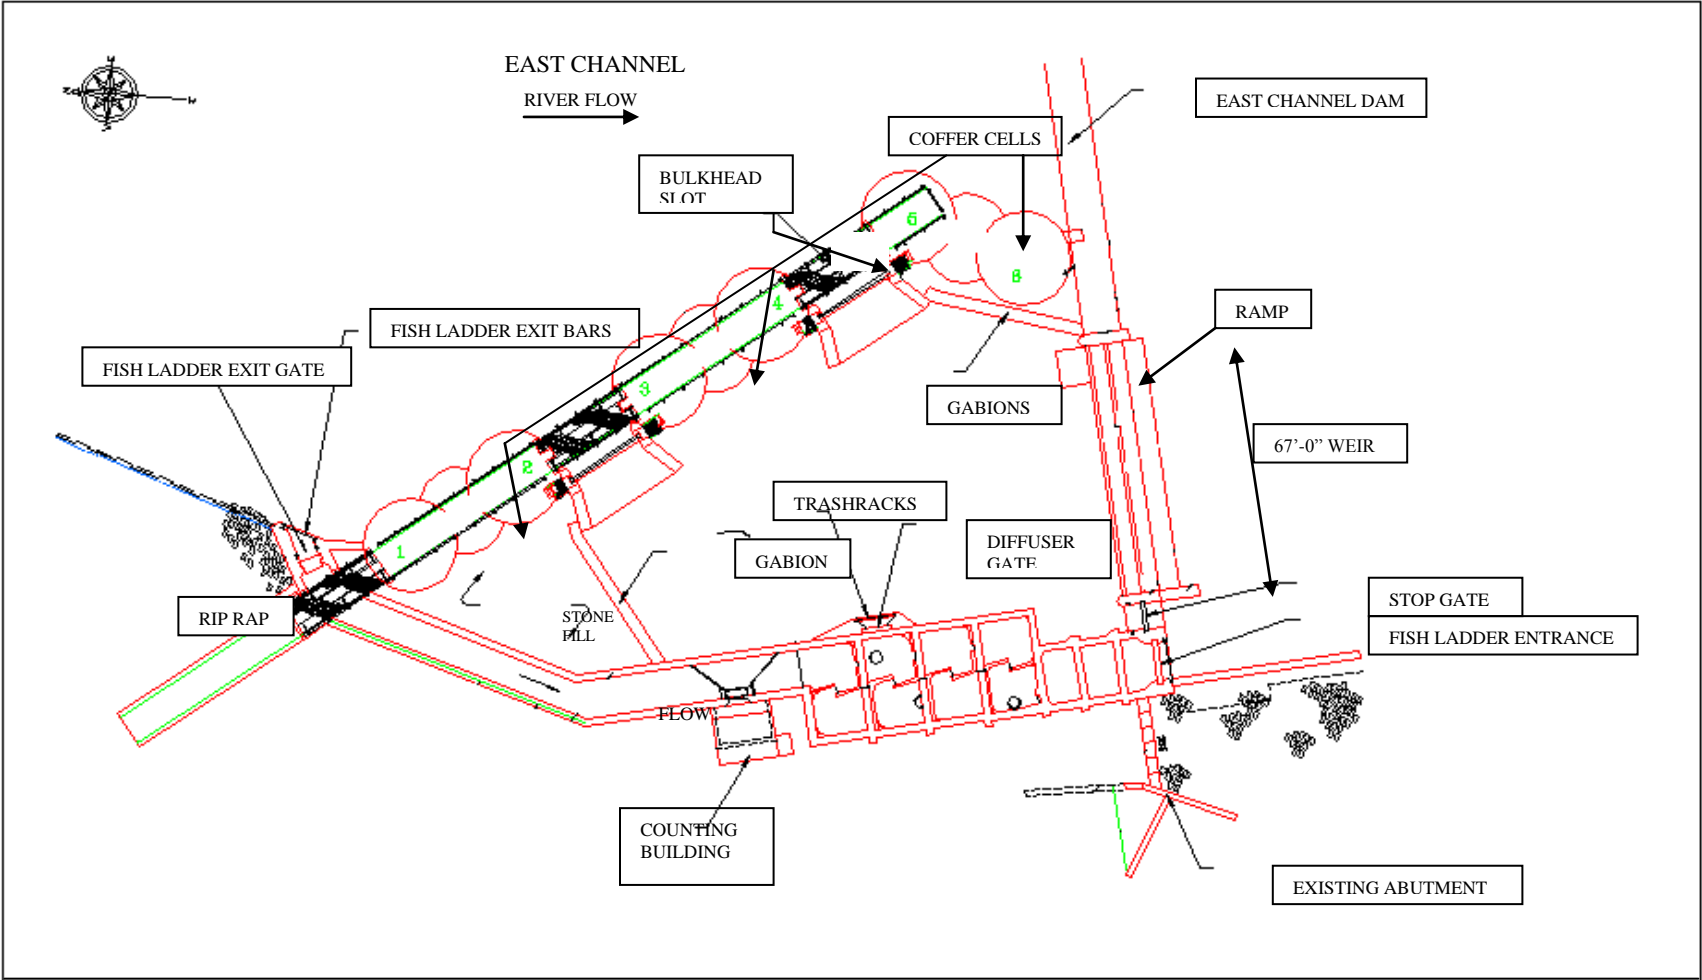 EAST CHANNEL
RIVER FLOW
EAST CHANNEL DAM
COFFER CELLS
BULKHEAD
SLOT
5
6
4
RAMP
FISH LADDER EXIT BARS
FISH LADDER EXIT GATE
3
GABIONS
67'-0" WEIR
2
TRASHRACKS
1
GABION
DIFFUSER
GATE
STOP GATE
RIP RAP
STONE
FILL
FISH LADDER ENTRANCE
FLOW
COUNTING
BUILDING
EXISTING ABUTMENT